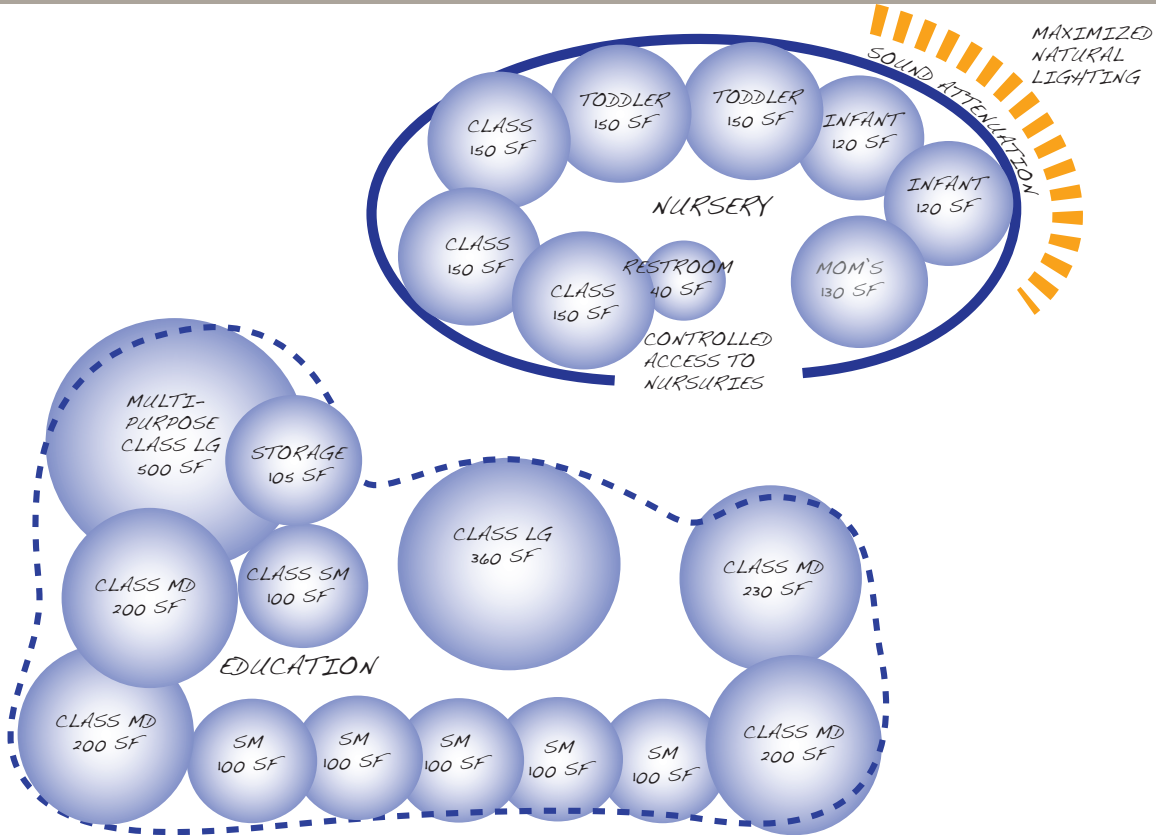 MAXIMIZED
NATURAL
LIGHTING
SOUND ATTENUATION
TODDLER
150 SF
TODDLER
150 SF
CLASS
150 SF
INFANT
120 SF
INFANT
120 SF
NURSERY
CLASS
150 SF
CLASS
150 SF
RESTROOM
40 SF
MOM'S
130 SF
CONTROLLED
ACCESS TO
NURSURIES
MULTI-
PURPOSE
CLASS LG
500 SF
STORAGE
105 SF
CLASS LG
360 SF
CLASS MD
200 SF
CLASS SM
100 SF
CLASS MD
230 SF
EDUCATION
CLASS MD
200 SF
SM
100 SF
SM
100 SF
SM
100 SF
SM
100 SF
SM
100 SF
CLASS MD
200 SF